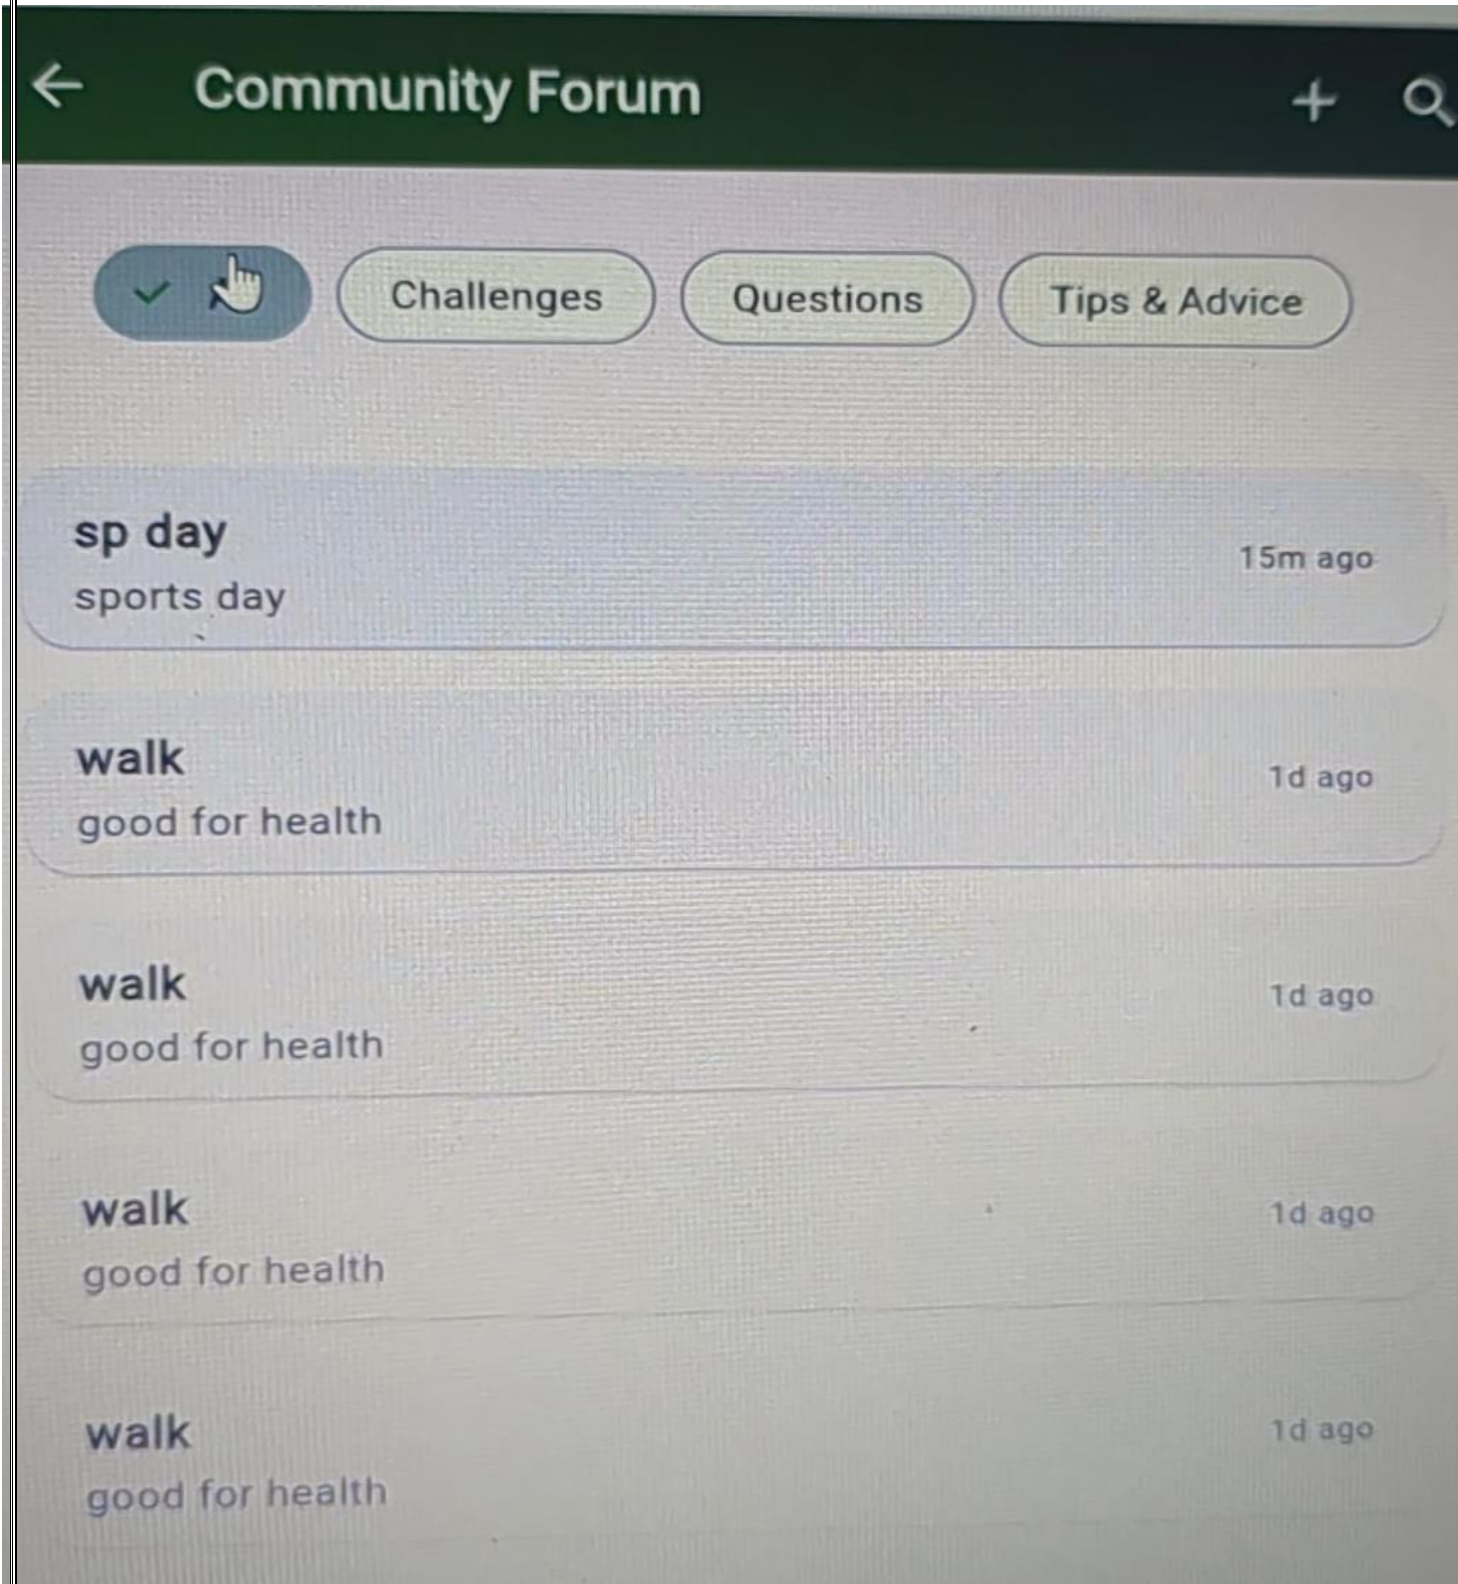 Community Forum
Challenges
Questions
Tips & Advice
sp day
15m ago
sports day
walk
1d ago
good for health
walk
1d ago
good for health
walk
1d ago
good for health
walk
1d ago
good for health